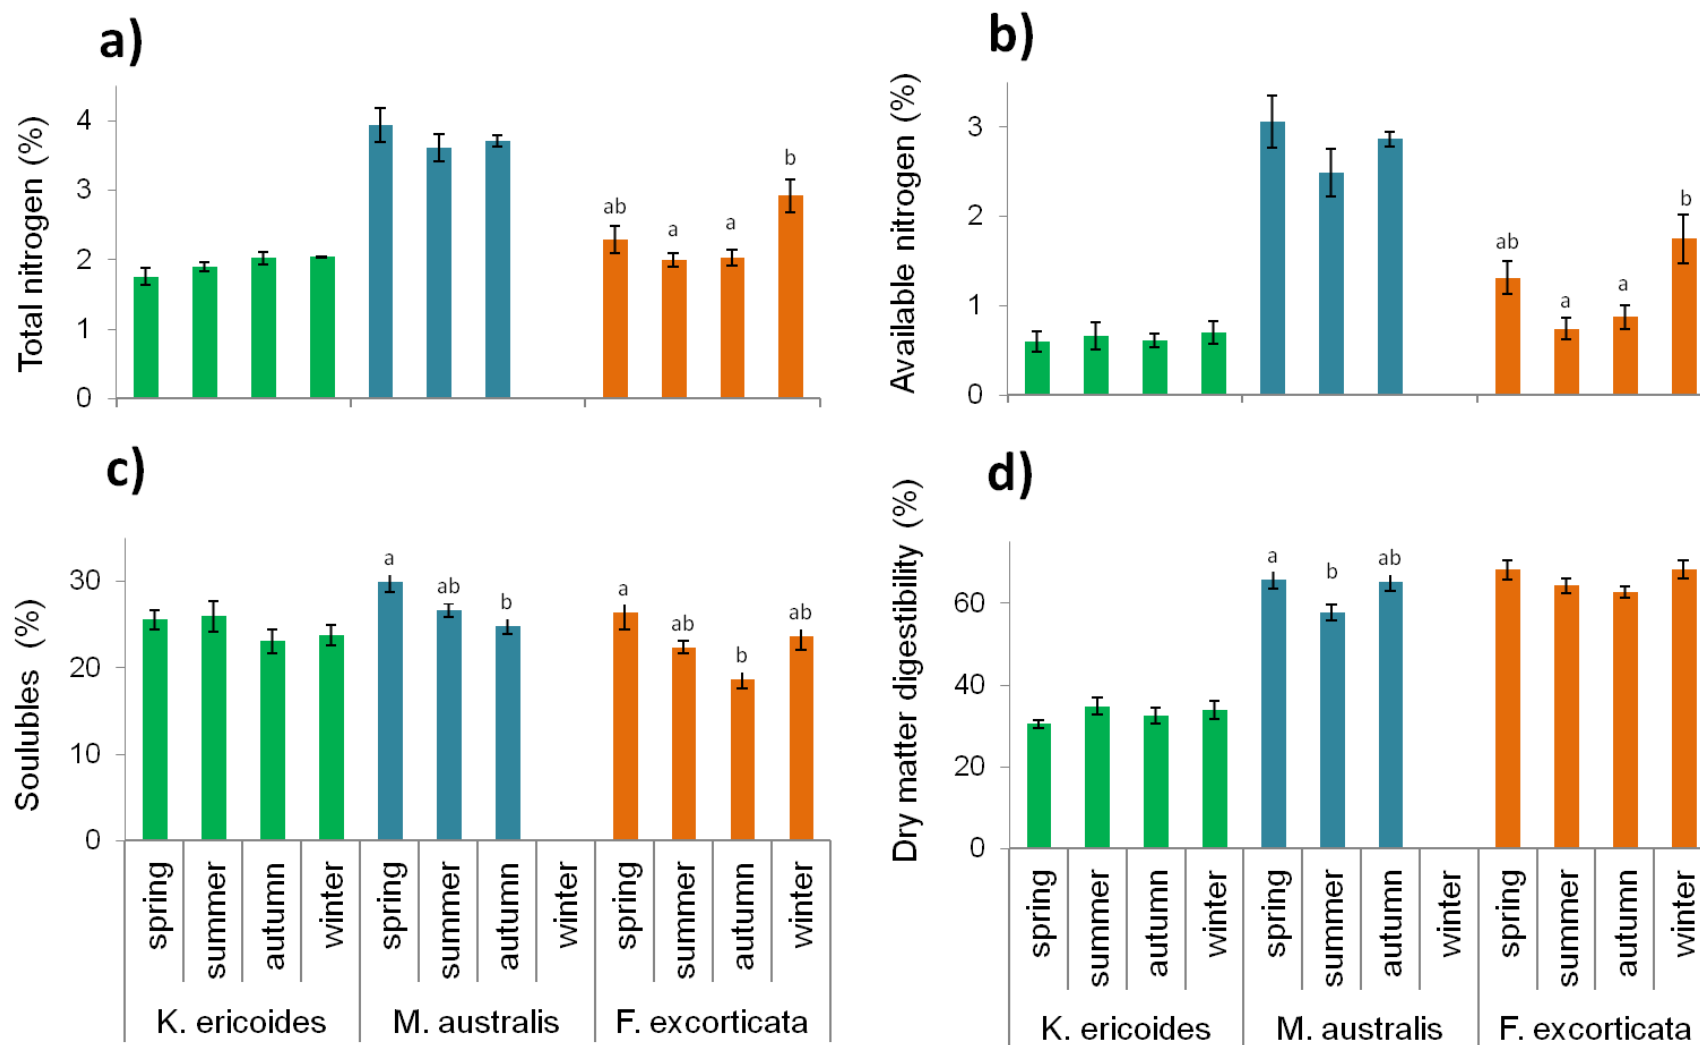 a)
Total nitrogen (%)
4
3
2
1
0
ab
a
a
b
b)
Available nitrogen (%)
3
2
1
0
ab
a
a
b
c)
Soulubles (%)
30
20
10
0
a
ab
b
a
ab
b
ab
spring
summer
autumn
winter
spring
summer
autumn
winter
spring
summer
autumn
winter
K. ericoides
M. australis
F. excorticata
d)
Dry matter digestibility (%)
60
40
20
0
a
b
ab
spring
summer
autumn
winter
spring
summer
autumn
winter
spring
summer
autumn
winter
K. ericoides
M. australis
F. excorticata